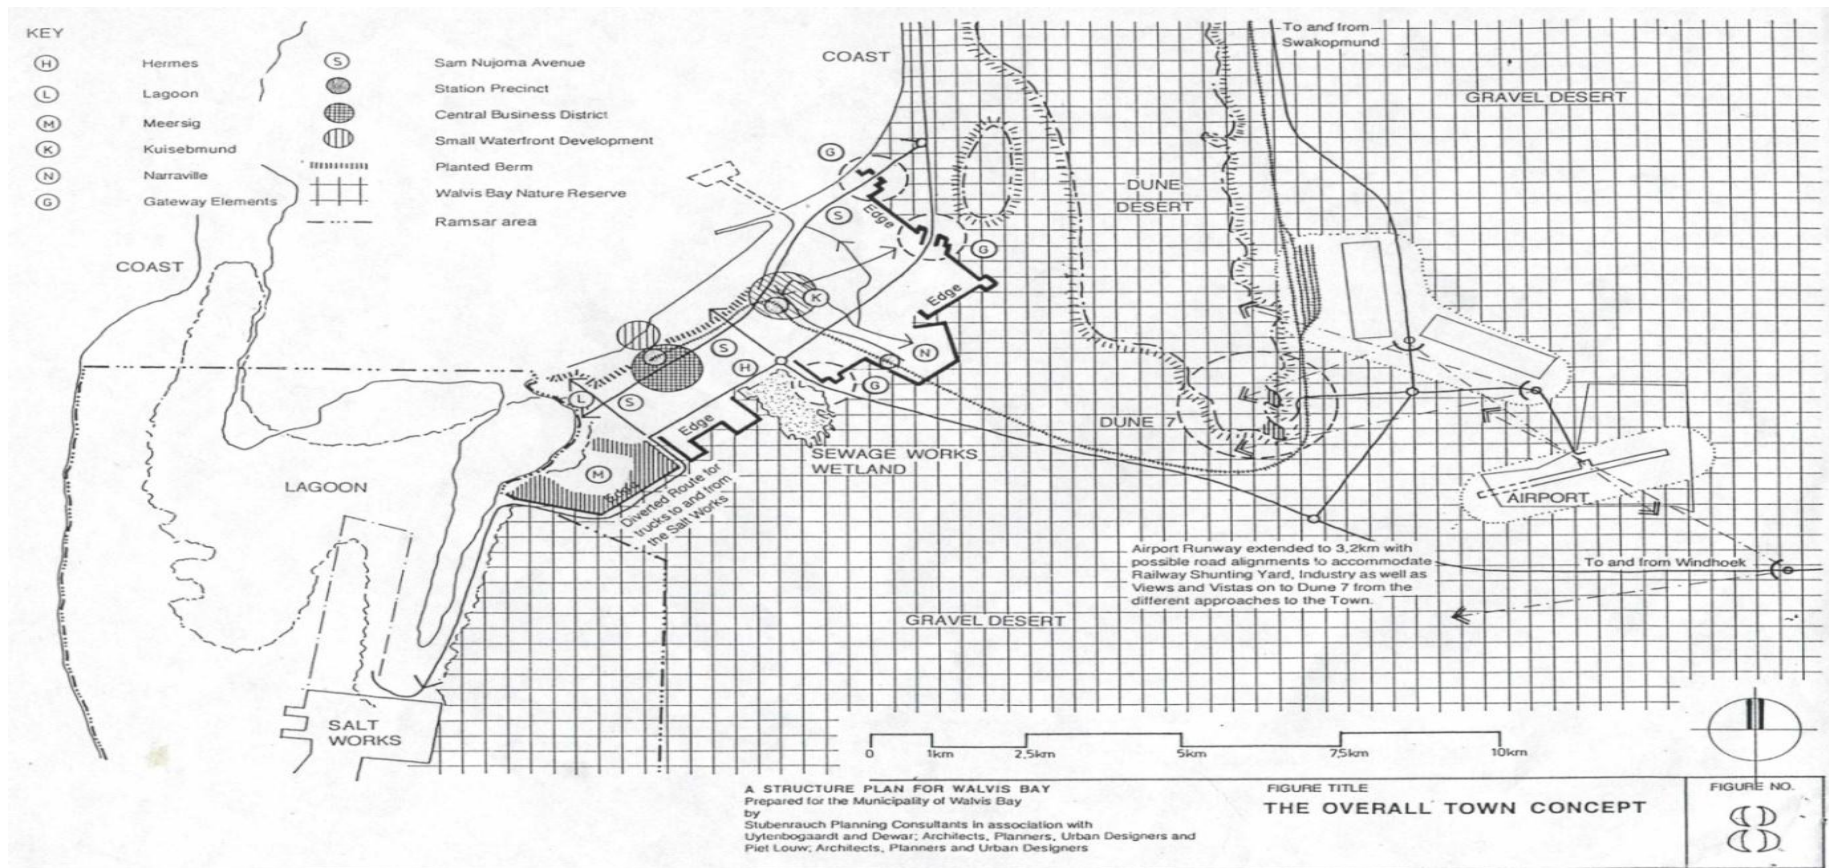 KEY
H Hermes
L Lagoon
M Meersig
K Kuisebmund
N Narraville
G Gateway Elements
S Sam Nujoma Avenue
Station Precinct
Central Business District
Small Waterfront Development
Planted Berm
Walvis Bay Nature Reserve
Ramsar area
COAST
COAST
To and from
Swakopmund
GRAVEL DESERT
DUNE
DESERT
G
S
Edge
G
K
Edge
N
S
H
G
L
S
Edge
M
DUNE 7
SEWAGE WORKS
WETLAND
LAGOON
Diverted Route for
trucks to and from
the Salt Works
AIRPORT
Airport Runway extended to 3,2km with
possible road alignments to accommodate
Railway Shunting Yard, Industry as well as
Views and Vistas on to Dune 7 from the
different approaches to the Town.
To and from Windhoek
GRAVEL DESERT
SALT
WORKS
0 1km 2,5km 5km 7,5km 10km
A STRUCTURE PLAN FOR WALVIS BAY
Prepared for the Municipality of Walvis Bay
by
Stubenrauch Planning Consultants in association with
Uytenbogaardt and Dewar; Architects, Planners, Urban Designers and
Piet Louw; Architects, Planners and Urban Designers
FIGURE TITLE
THE OVERALL TOWN CONCEPT
FIGURE NO.